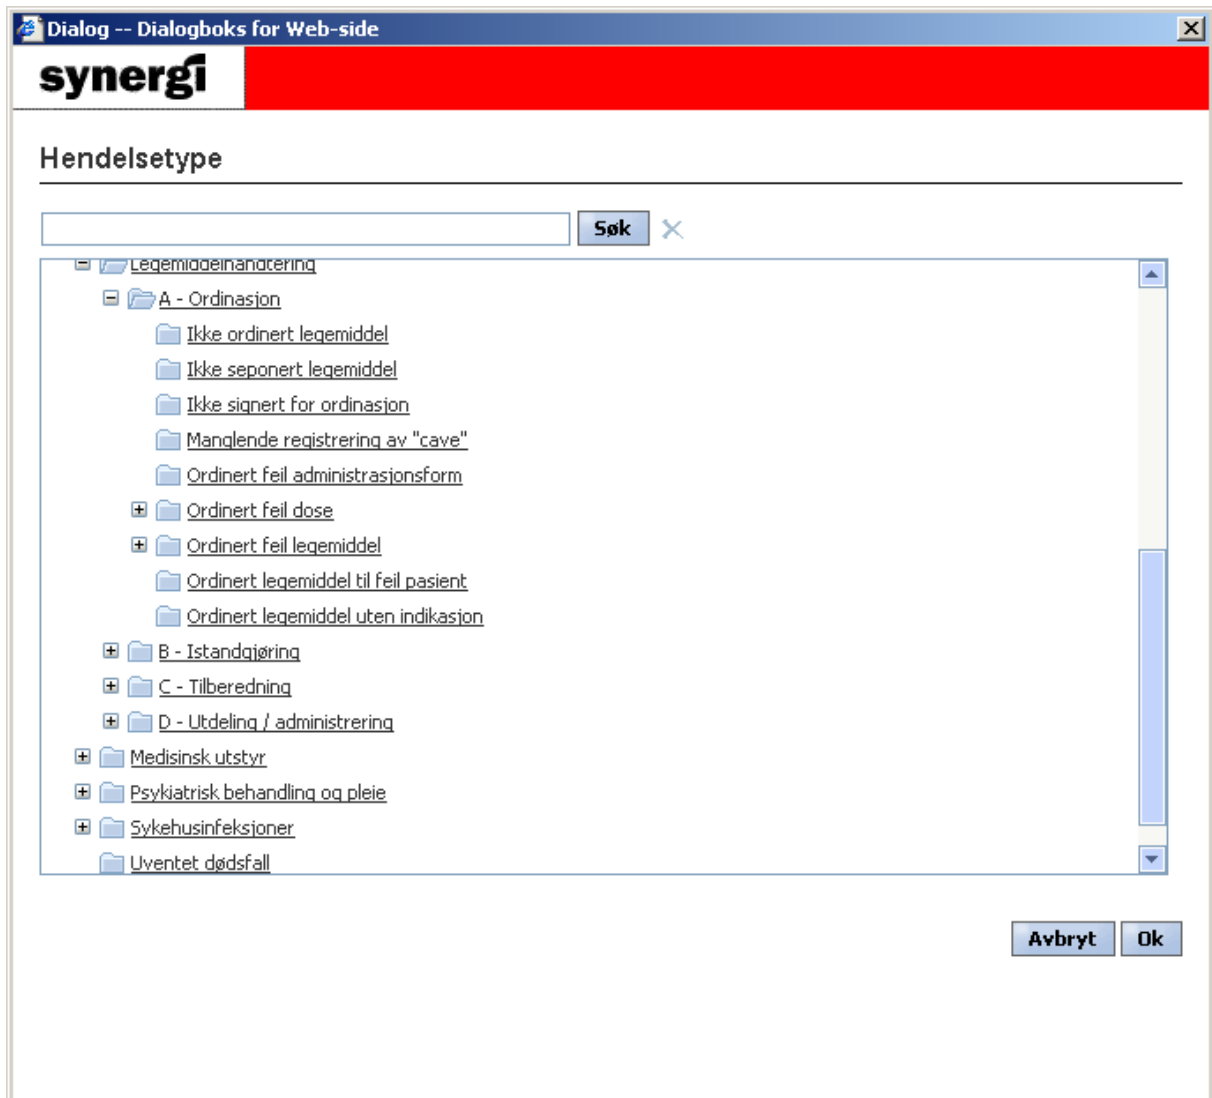 Dialog -- Dialogboks for Web-side
synergi
Hendelsetype
Søk
Legemiddelhåndtering
A - Ordinasjon
Ikke ordinert legemiddel
Ikke seponert legemiddel
Ikke signert for ordinasjon
Manglende registrering av "cave"
Ordinert feil administrasjonsform
Ordinert feil dose
Ordinert feil legemiddel
Ordinert legemiddel til feil pasient
Ordinert legemiddel uten indikasjon
B - Istandgjøring
C - Tilberedning
D - Utdeling / administrering
Medisinsk utstyr
Psykiatrisk behandling og pleie
Sykehusinfeksjoner
Uventet dødsfall
Avbryt Ok